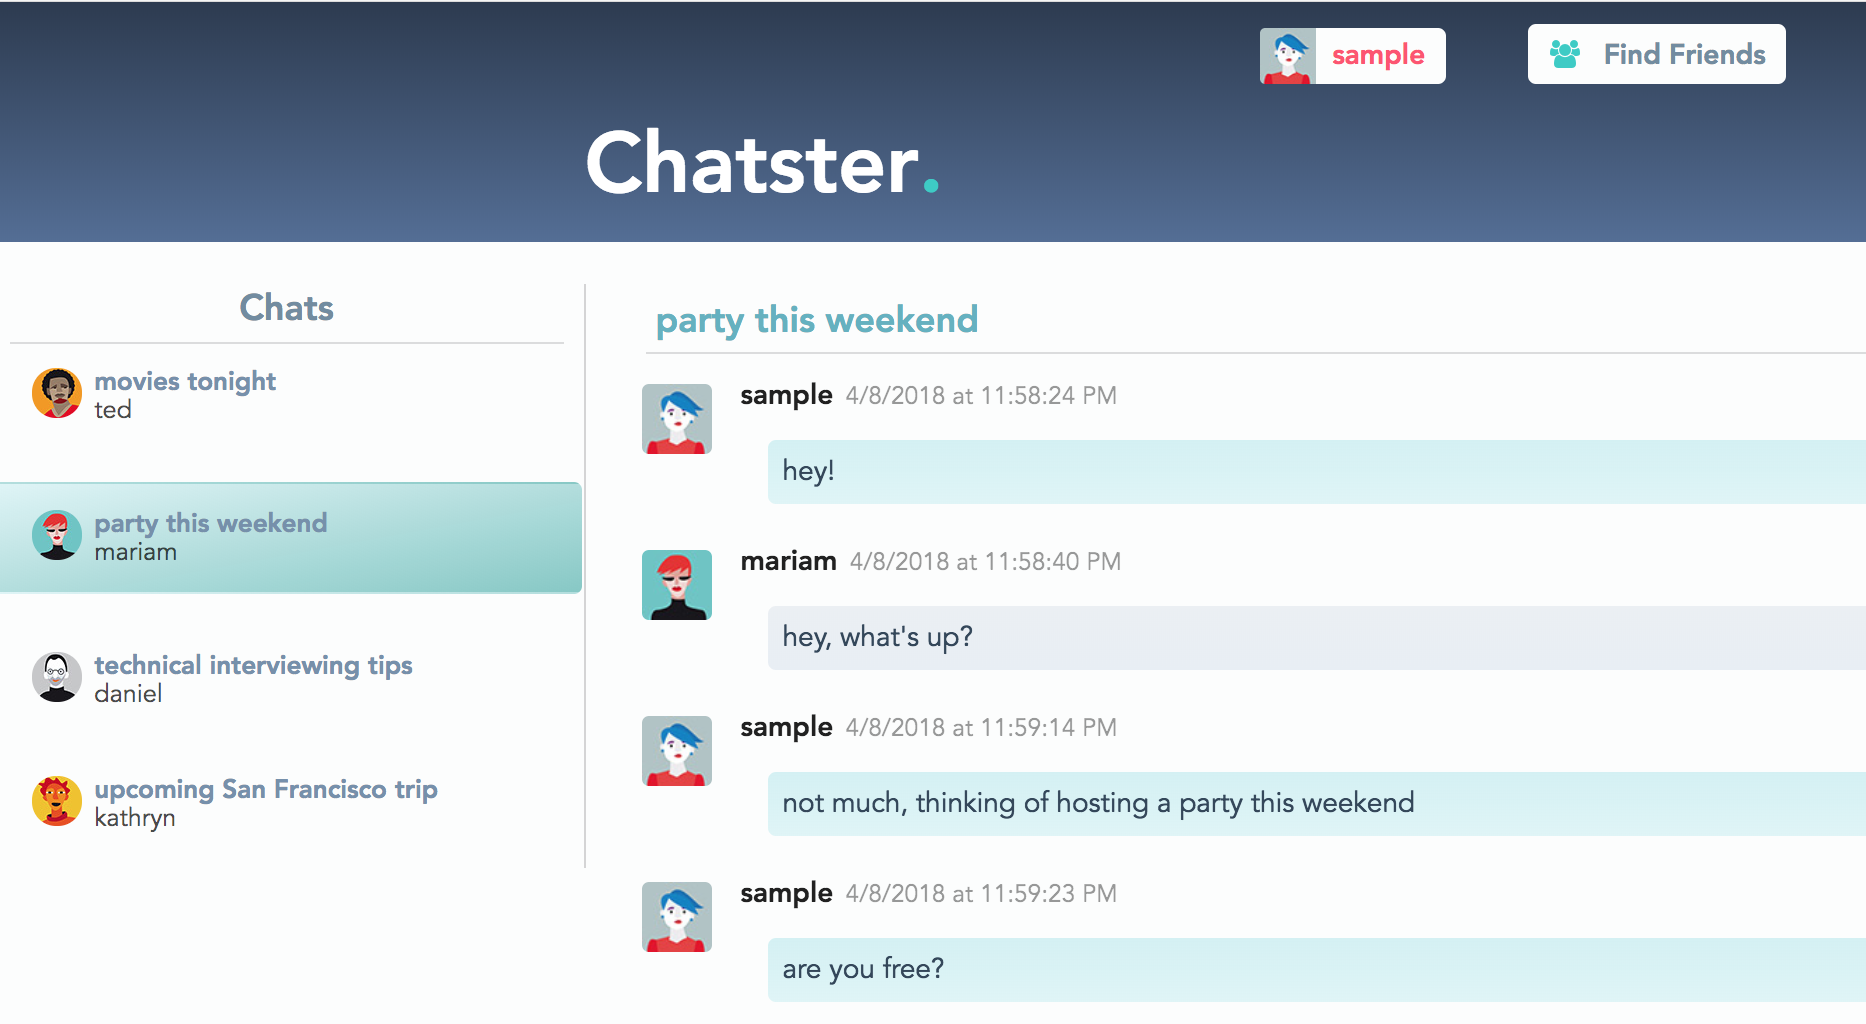 sample
Find Friends
Chatster.
Chats
movies tonight
ted
party this weekend
mariam
technical interviewing tips
daniel
upcoming San Francisco trip
kathryn
party this weekend
sample 4/8/2018 at 11:58:24 PM
hey!
mariam 4/8/2018 at 11:58:40 PM
hey, what's up?
sample 4/8/2018 at 11:59:14 PM
not much, thinking of hosting a party this weekend
sample 4/8/2018 at 11:59:23 PM
are you free?